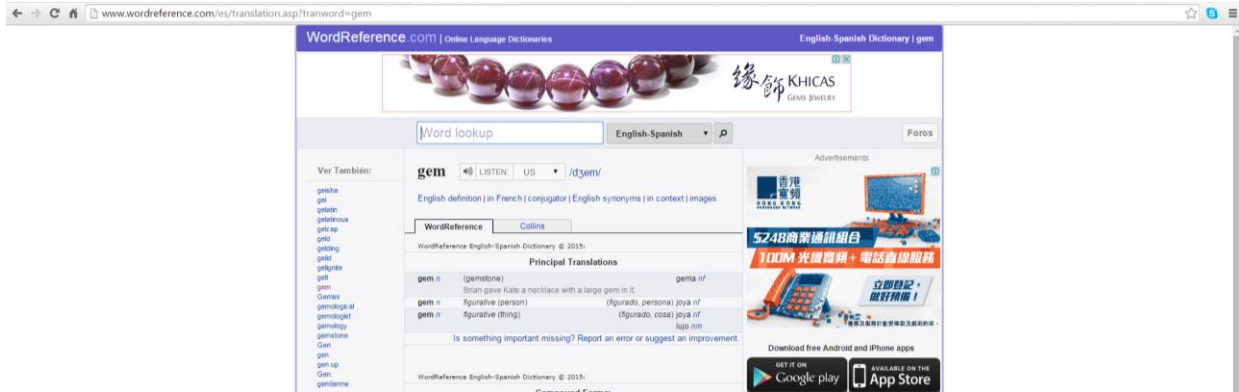 www.wordreference.com/es/translation.asp?tranword=gem
WordReference.com | Online Language Dictionaries
English-Spanish Dictionary | gem
緣飾 KHICAS
GEMS JEWELRY
Word lookup
English-Spanish
Foros
Ver También:
geisha
gel
gelatin
gelatinous
gelcap
geld
gelding
gelid
gelignite
gelt
gem
Gemini
gemological
gemologist
gemology
gemstone
Gen
gen
gen up
Gen.
gendarme
gem
LISTEN:
US
/dʒem/
English definition | in French | conjugator | English synonyms | in context | images
WordReference
Collins
WordReference English-Spanish Dictionary © 2015:
Principal Translations
gem n (gemstone) gema nf
Brian gave Kate a necklace with a large gem in it.
gem n figurative (person) (figurado, persona) joya nf
gem n figurative (thing) (figurado, cosa) joya nf
lujo nm
Is something important missing? Report an error or suggest an improvement.
WordReference English-Spanish Dictionary © 2015:
Compound Forms:
Advertisements
香港寬頻
HONG KONG
$248商業通訊組合
100M 光纖寬頻+電話直線服務
立即登記，
做好預備！
Download free Android and iPhone apps
GET IT ON
Google play
AVAILABLE ON THE
App Store